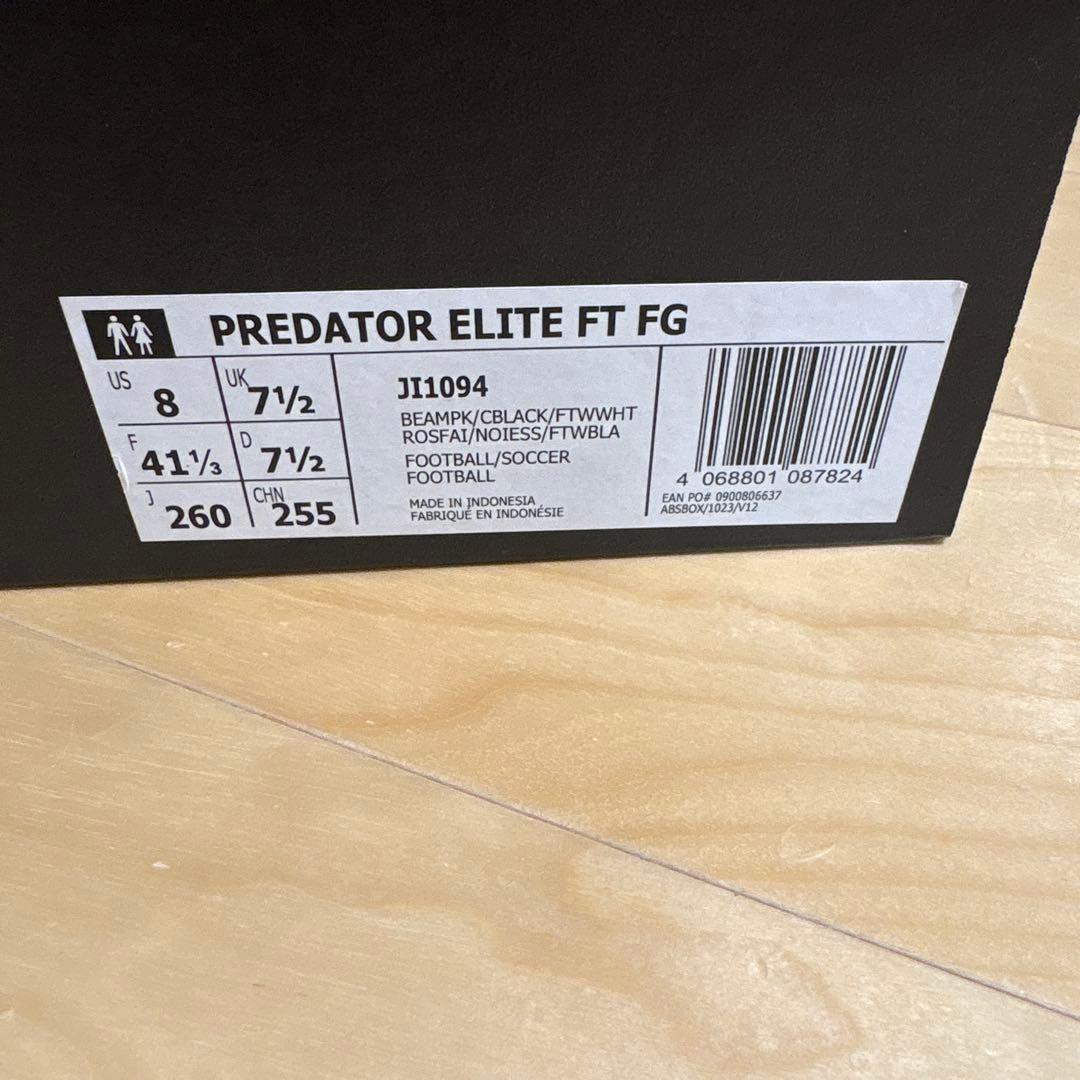 PREDATOR ELITE FT FG
US 8 UK 7½
F 41⅓ D 7½
J 260 CHN 255
JI1094
BEAMPK/CBLACK/FTWWHT
ROSFAI/NOIESS/FTWBLA
FOOTBALL/SOCCER
FOOTBALL
MADE IN INDONESIA
FABRIQUÉ EN INDONÉSIE
4 068801 087824
EAN PO# 0900806637
ABSBOX/1023/V12